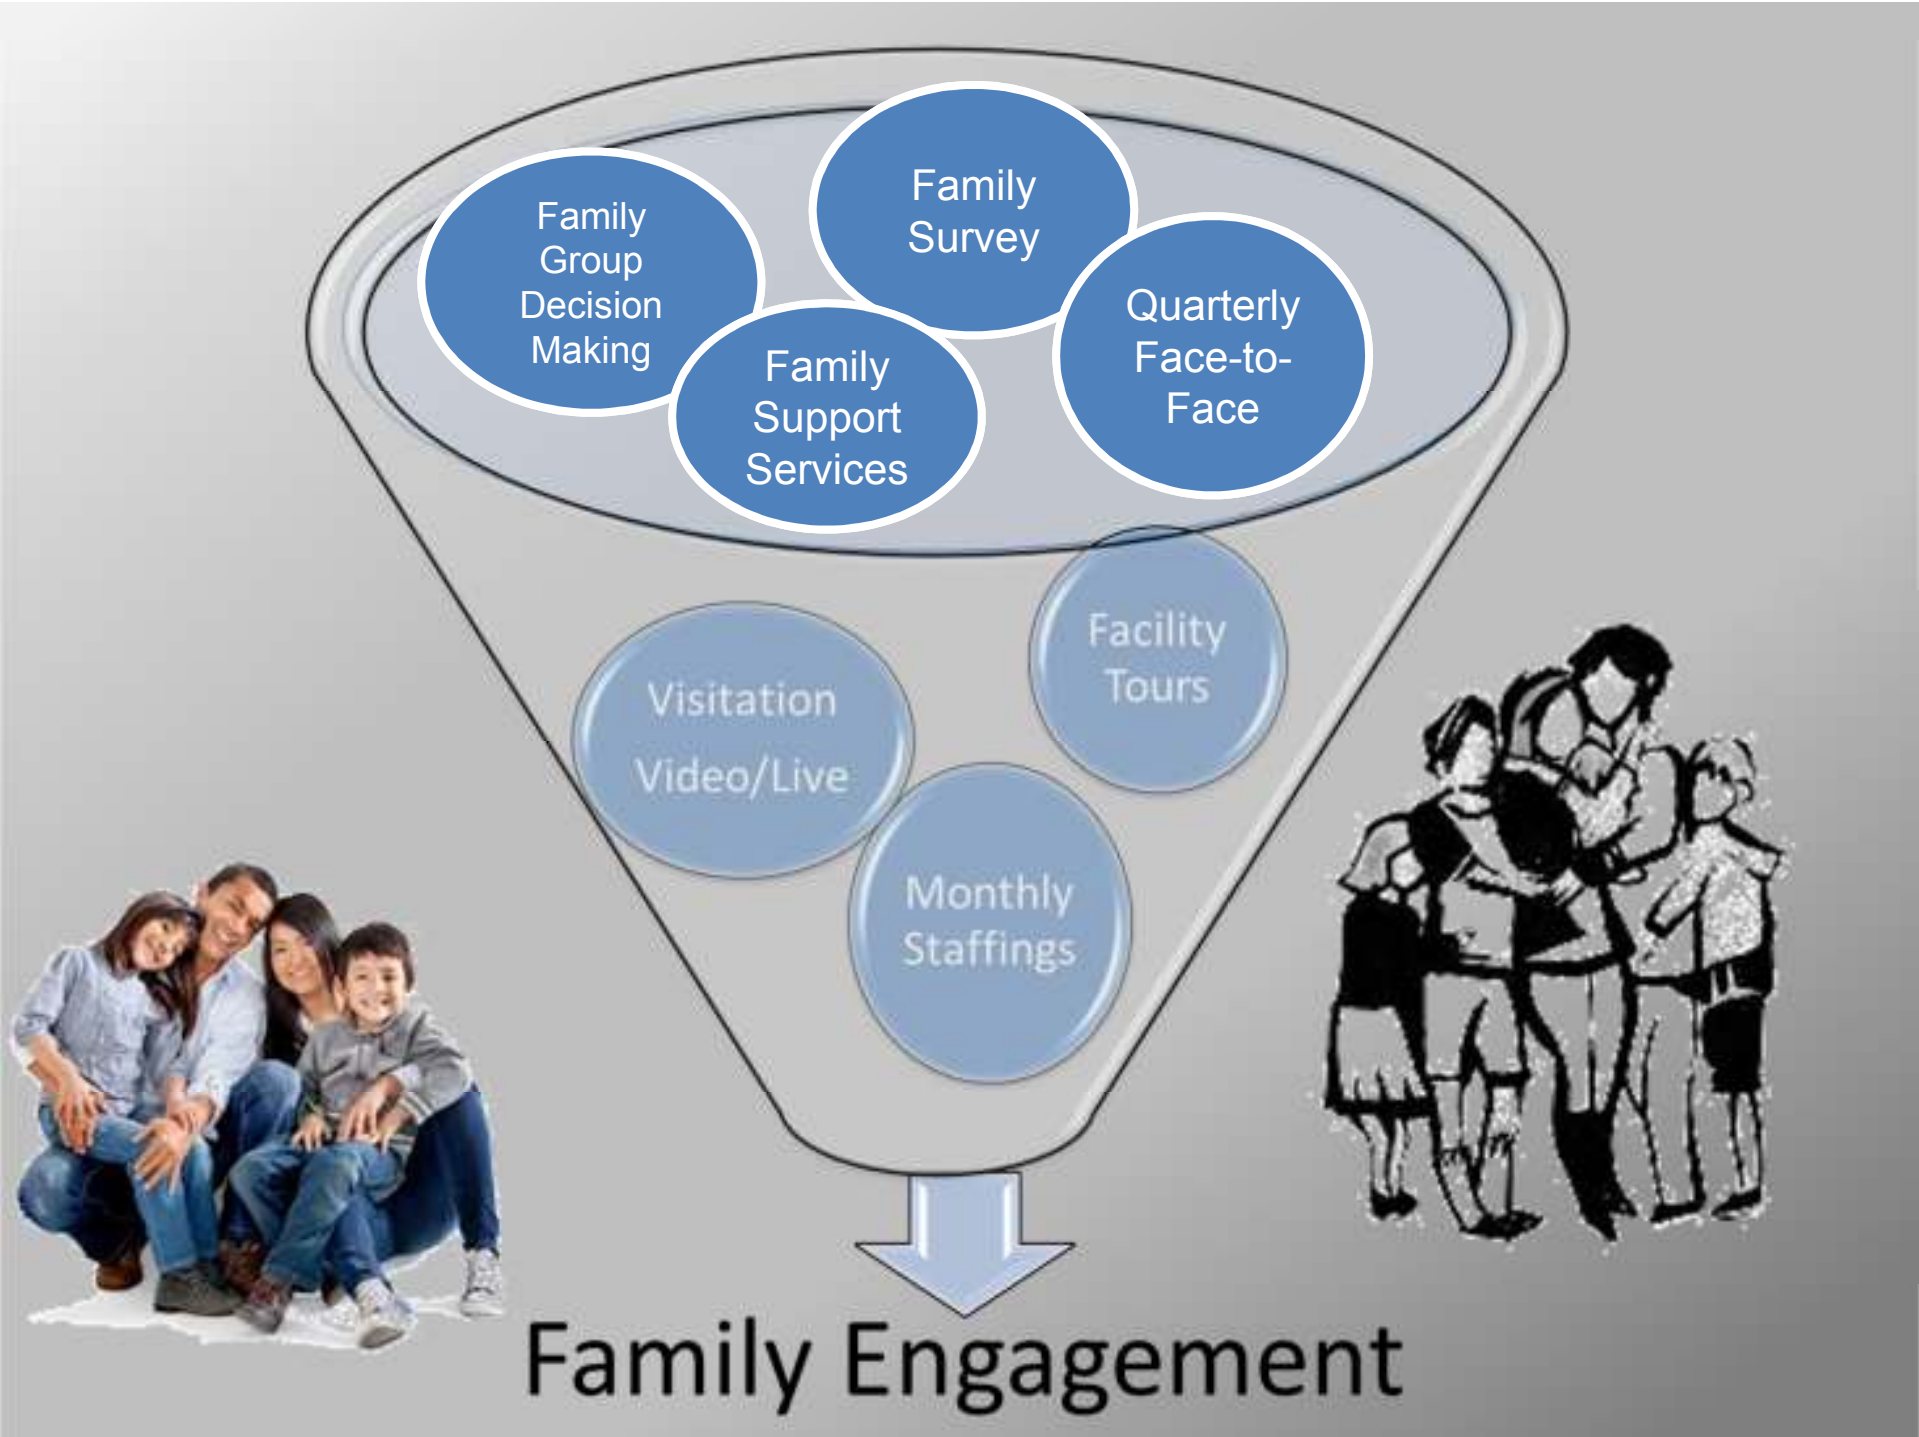 Family
Group
Decision
Making
Family
Survey
Family
Support
Services
Quarterly
Face-to-
Face
Facility
Tours
Visitation
Video/Live
Monthly
Staffings
Family Engagement